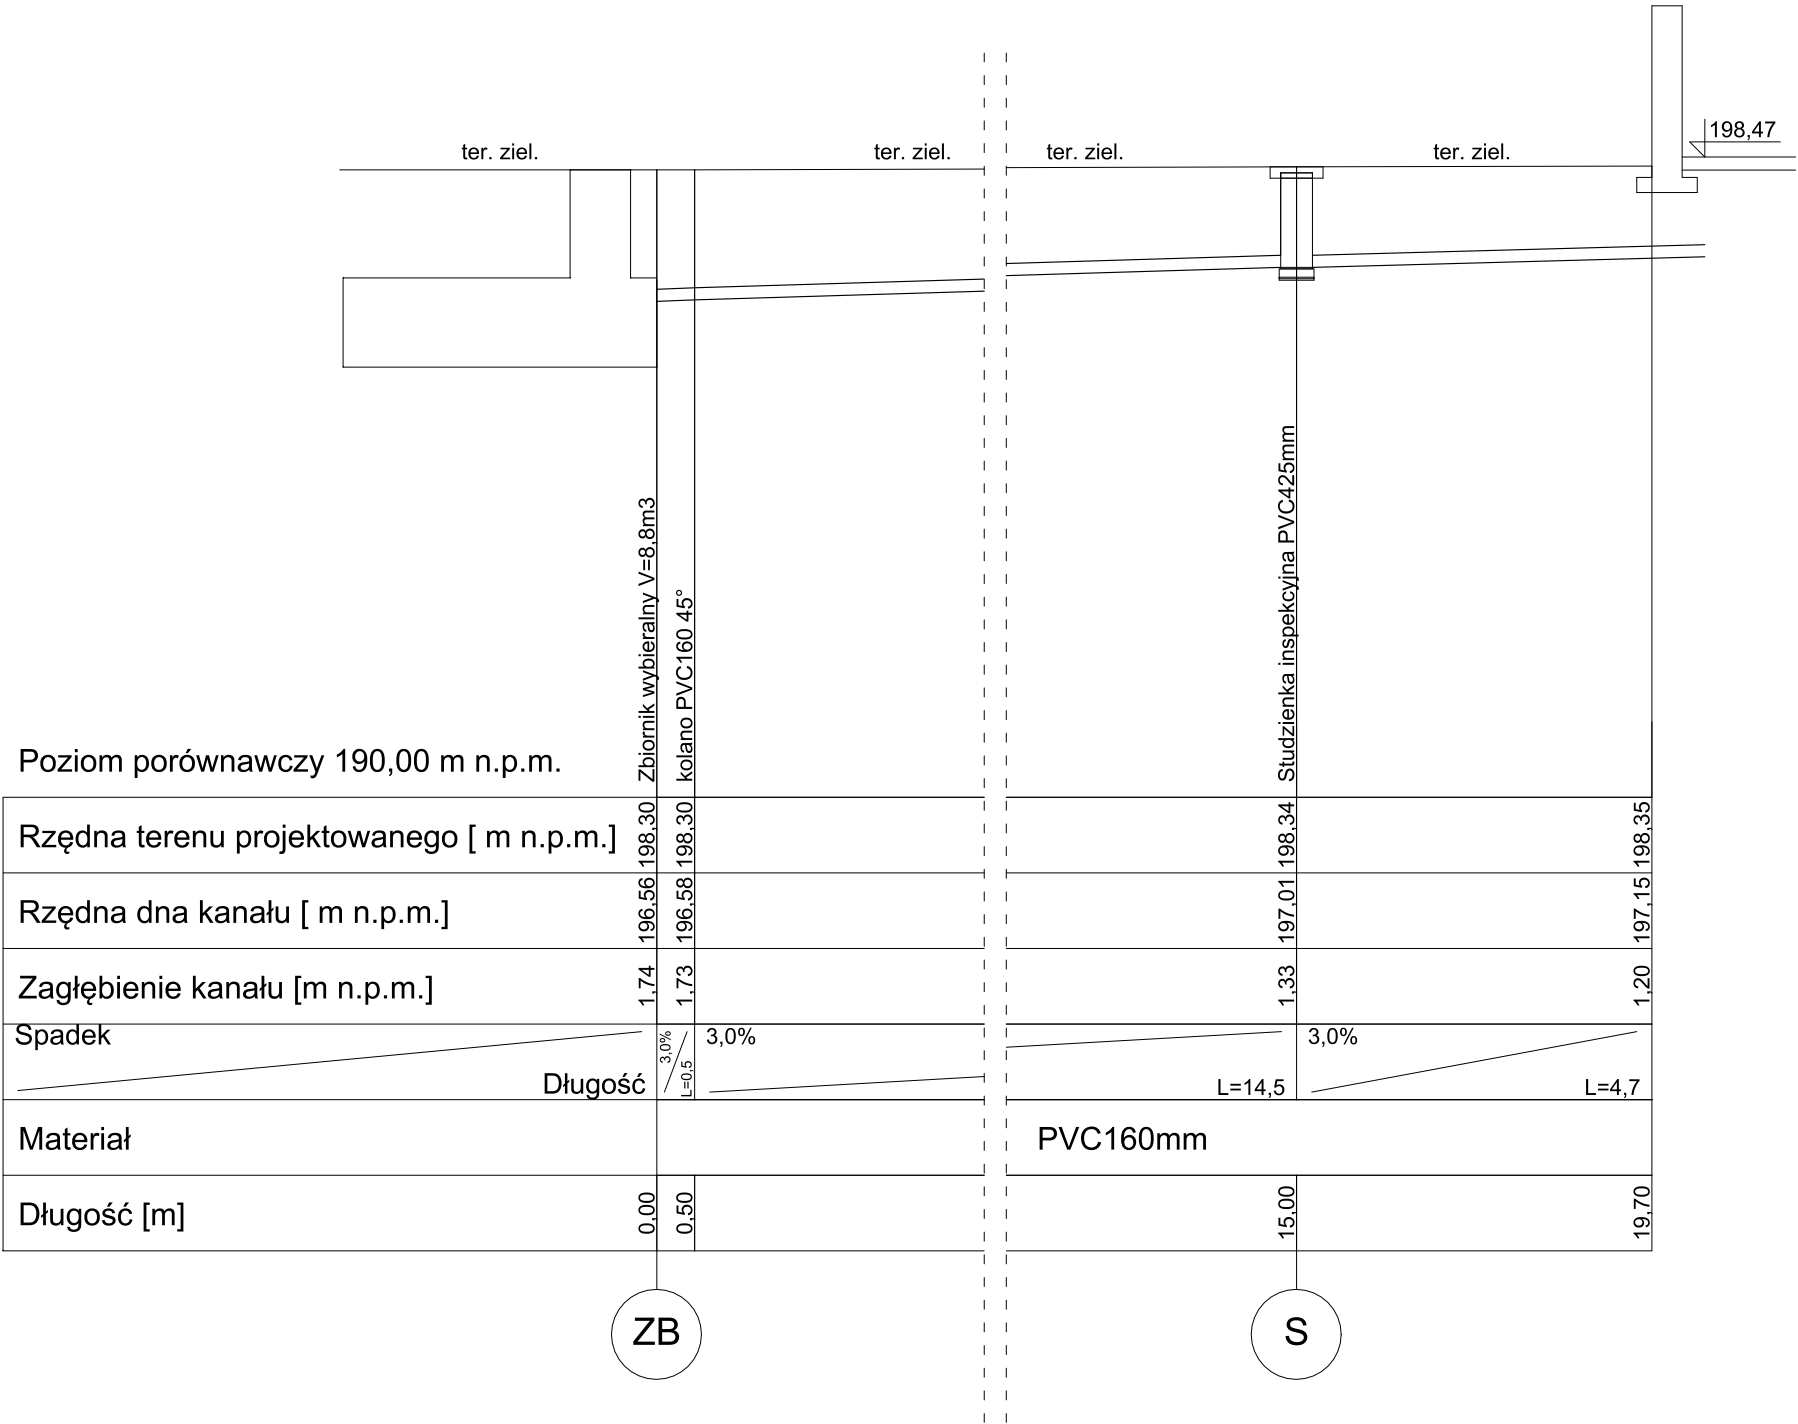 198,47
ter. ziel.
ter. ziel.
ter. ziel.
ter. ziel.
Zbiornik wybieralny V=8,8m3
kolano PVC160 45°
Studzienka inspekcyjna PVC425mm
Poziom porównawczy 190,00 m n.p.m.
Rzędna terenu projektowanego [ m n.p.m.] 198,30 198,30 198,34 198,35
Rzędna dna kanału [ m n.p.m.] 196,56 196,58 197,01 197,15
Zagłębienie kanału [m n.p.m.] 1,74 1,73 1,33 1,20
Spadek 3,0% 3,0% 3,0%
Długość L=0,5 L=14,5 L=4,7
Materiał PVC160mm
Długość [m] 0,00 0,50 15,00 19,70
ZB S